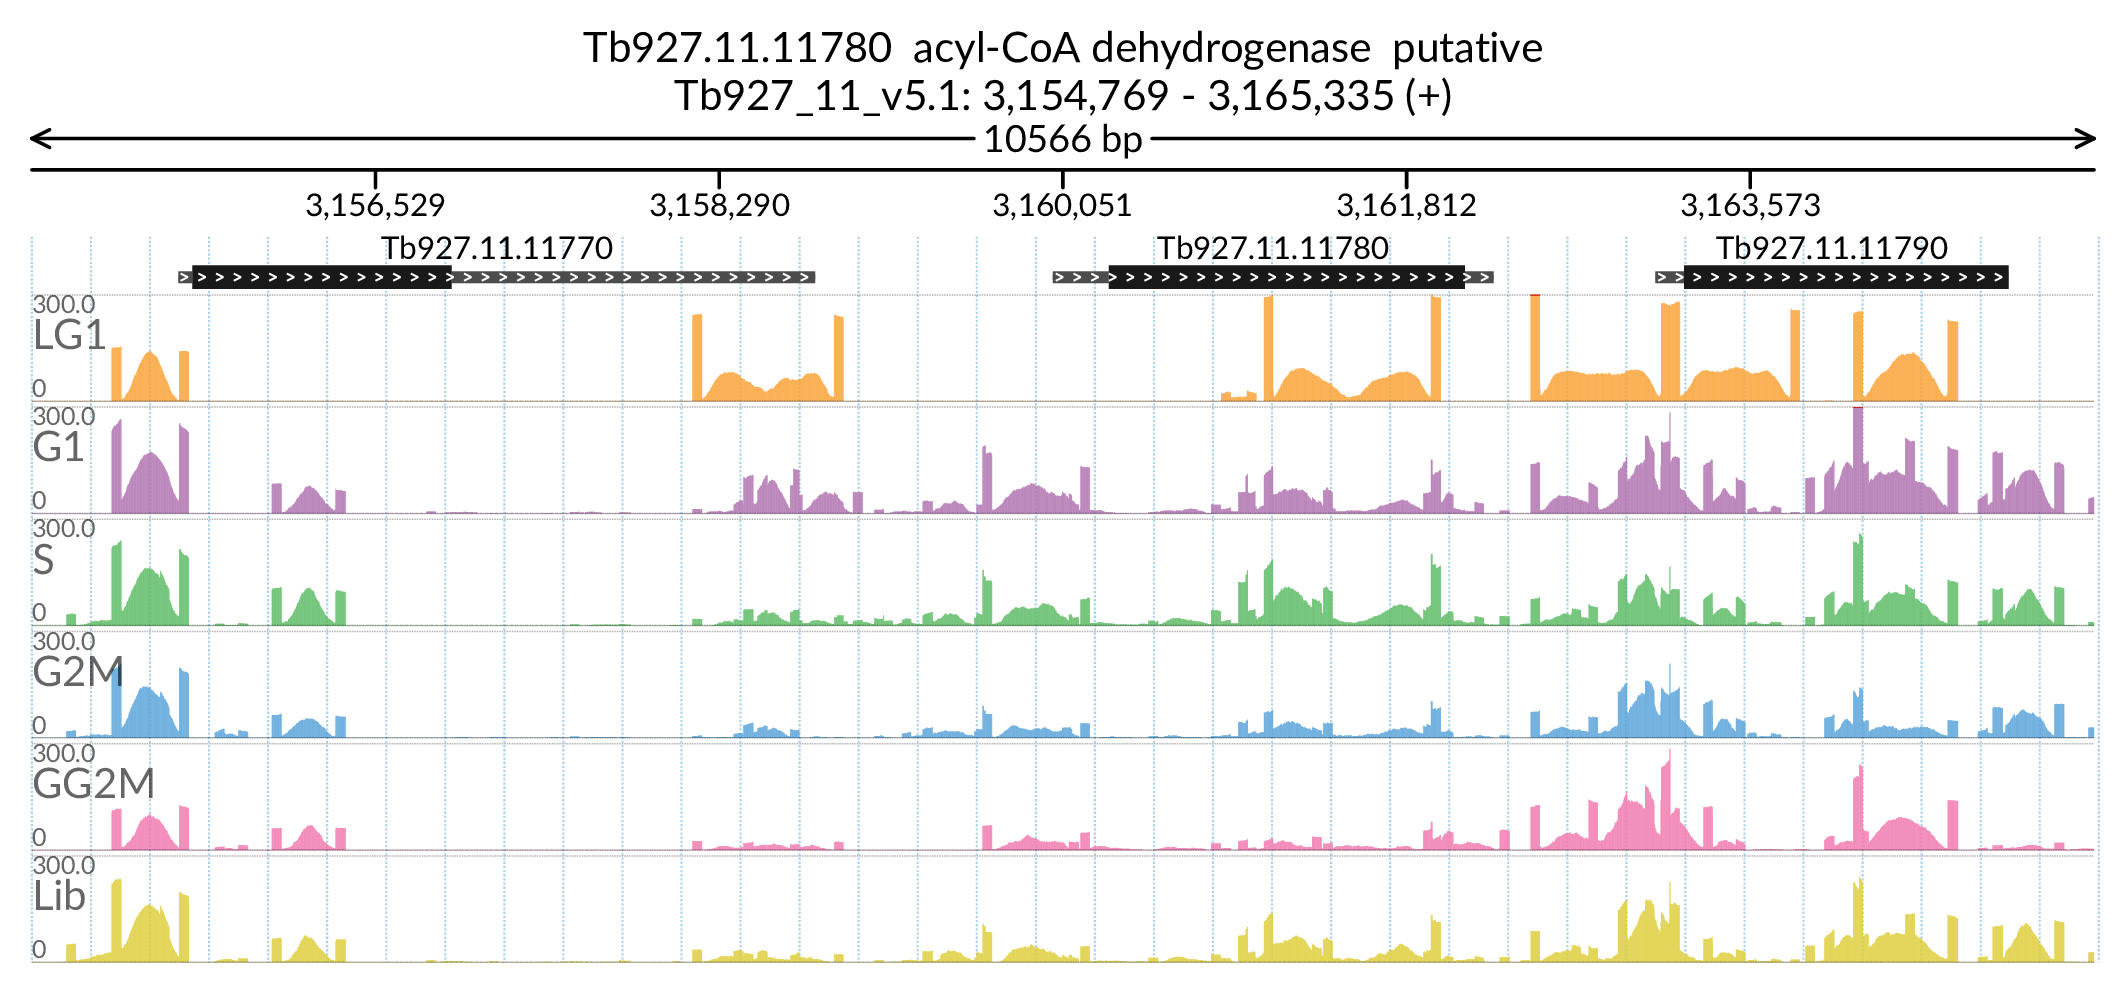 Tb927.11.11780 acyl-CoA dehydrogenase putative
Tb927_11_v5.1: 3,154,769 - 3,165,335 (+)
10566 bp
3,156,529 3,158,290 3,160,051 3,161,812 3,163,573
Tb927.11.11770 Tb927.11.11780 Tb927.11.11790
300.0
LG1
0
300.0
G1
0
300.0
S
0
300.0
G2M
0
300.0
GG2M
0
300.0
Lib
0